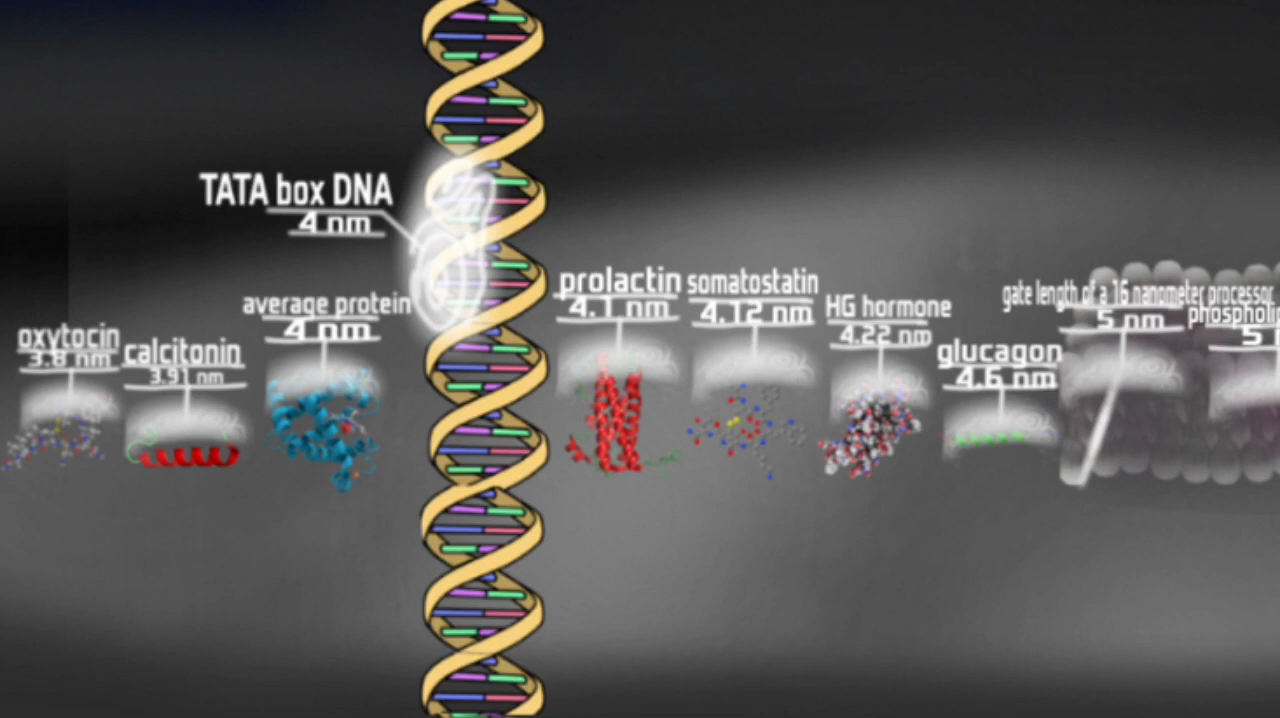 TATA box DNA
4 nm
oxytocin
3.8 nm
calcitonin
3.91 nm
average protein
4 nm
prolactin
4.1 nm
somatostatin
4.12 nm
HG hormone
4.22 nm
glucagon
4.6 nm
gate length of a 16 nanometer processor
5 nm
phospholip
5